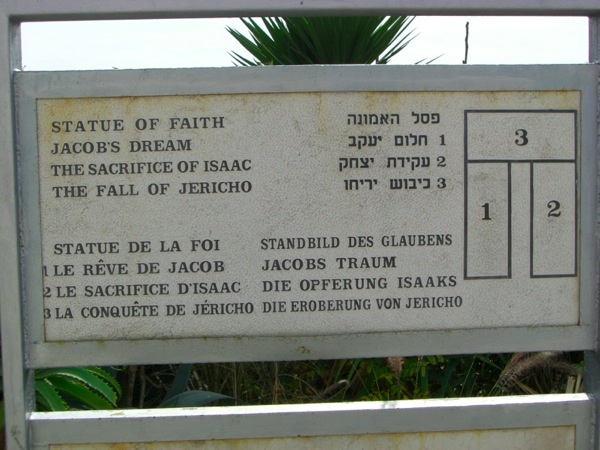 STATUE OF FAITH
JACOB'S DREAM
THE SACRIFICE OF ISAAC
THE FALL OF JERICHO
פסל האמונה
1 חלום יעקב
2 עקידת יצחק
3 כיבוש יריחו
3
1
2
STATUE DE LA FOI
1 LE RÊVE DE JACOB
2 LE SACRIFICE D'ISAAC
3 LA CONQUÊTE DE JÉRICHO
STANDBILD DES GLAUBENS
JACOBS TRAUM
DIE OPFERUNG ISAAKS
DIE EROBERUNG VON JERICHO